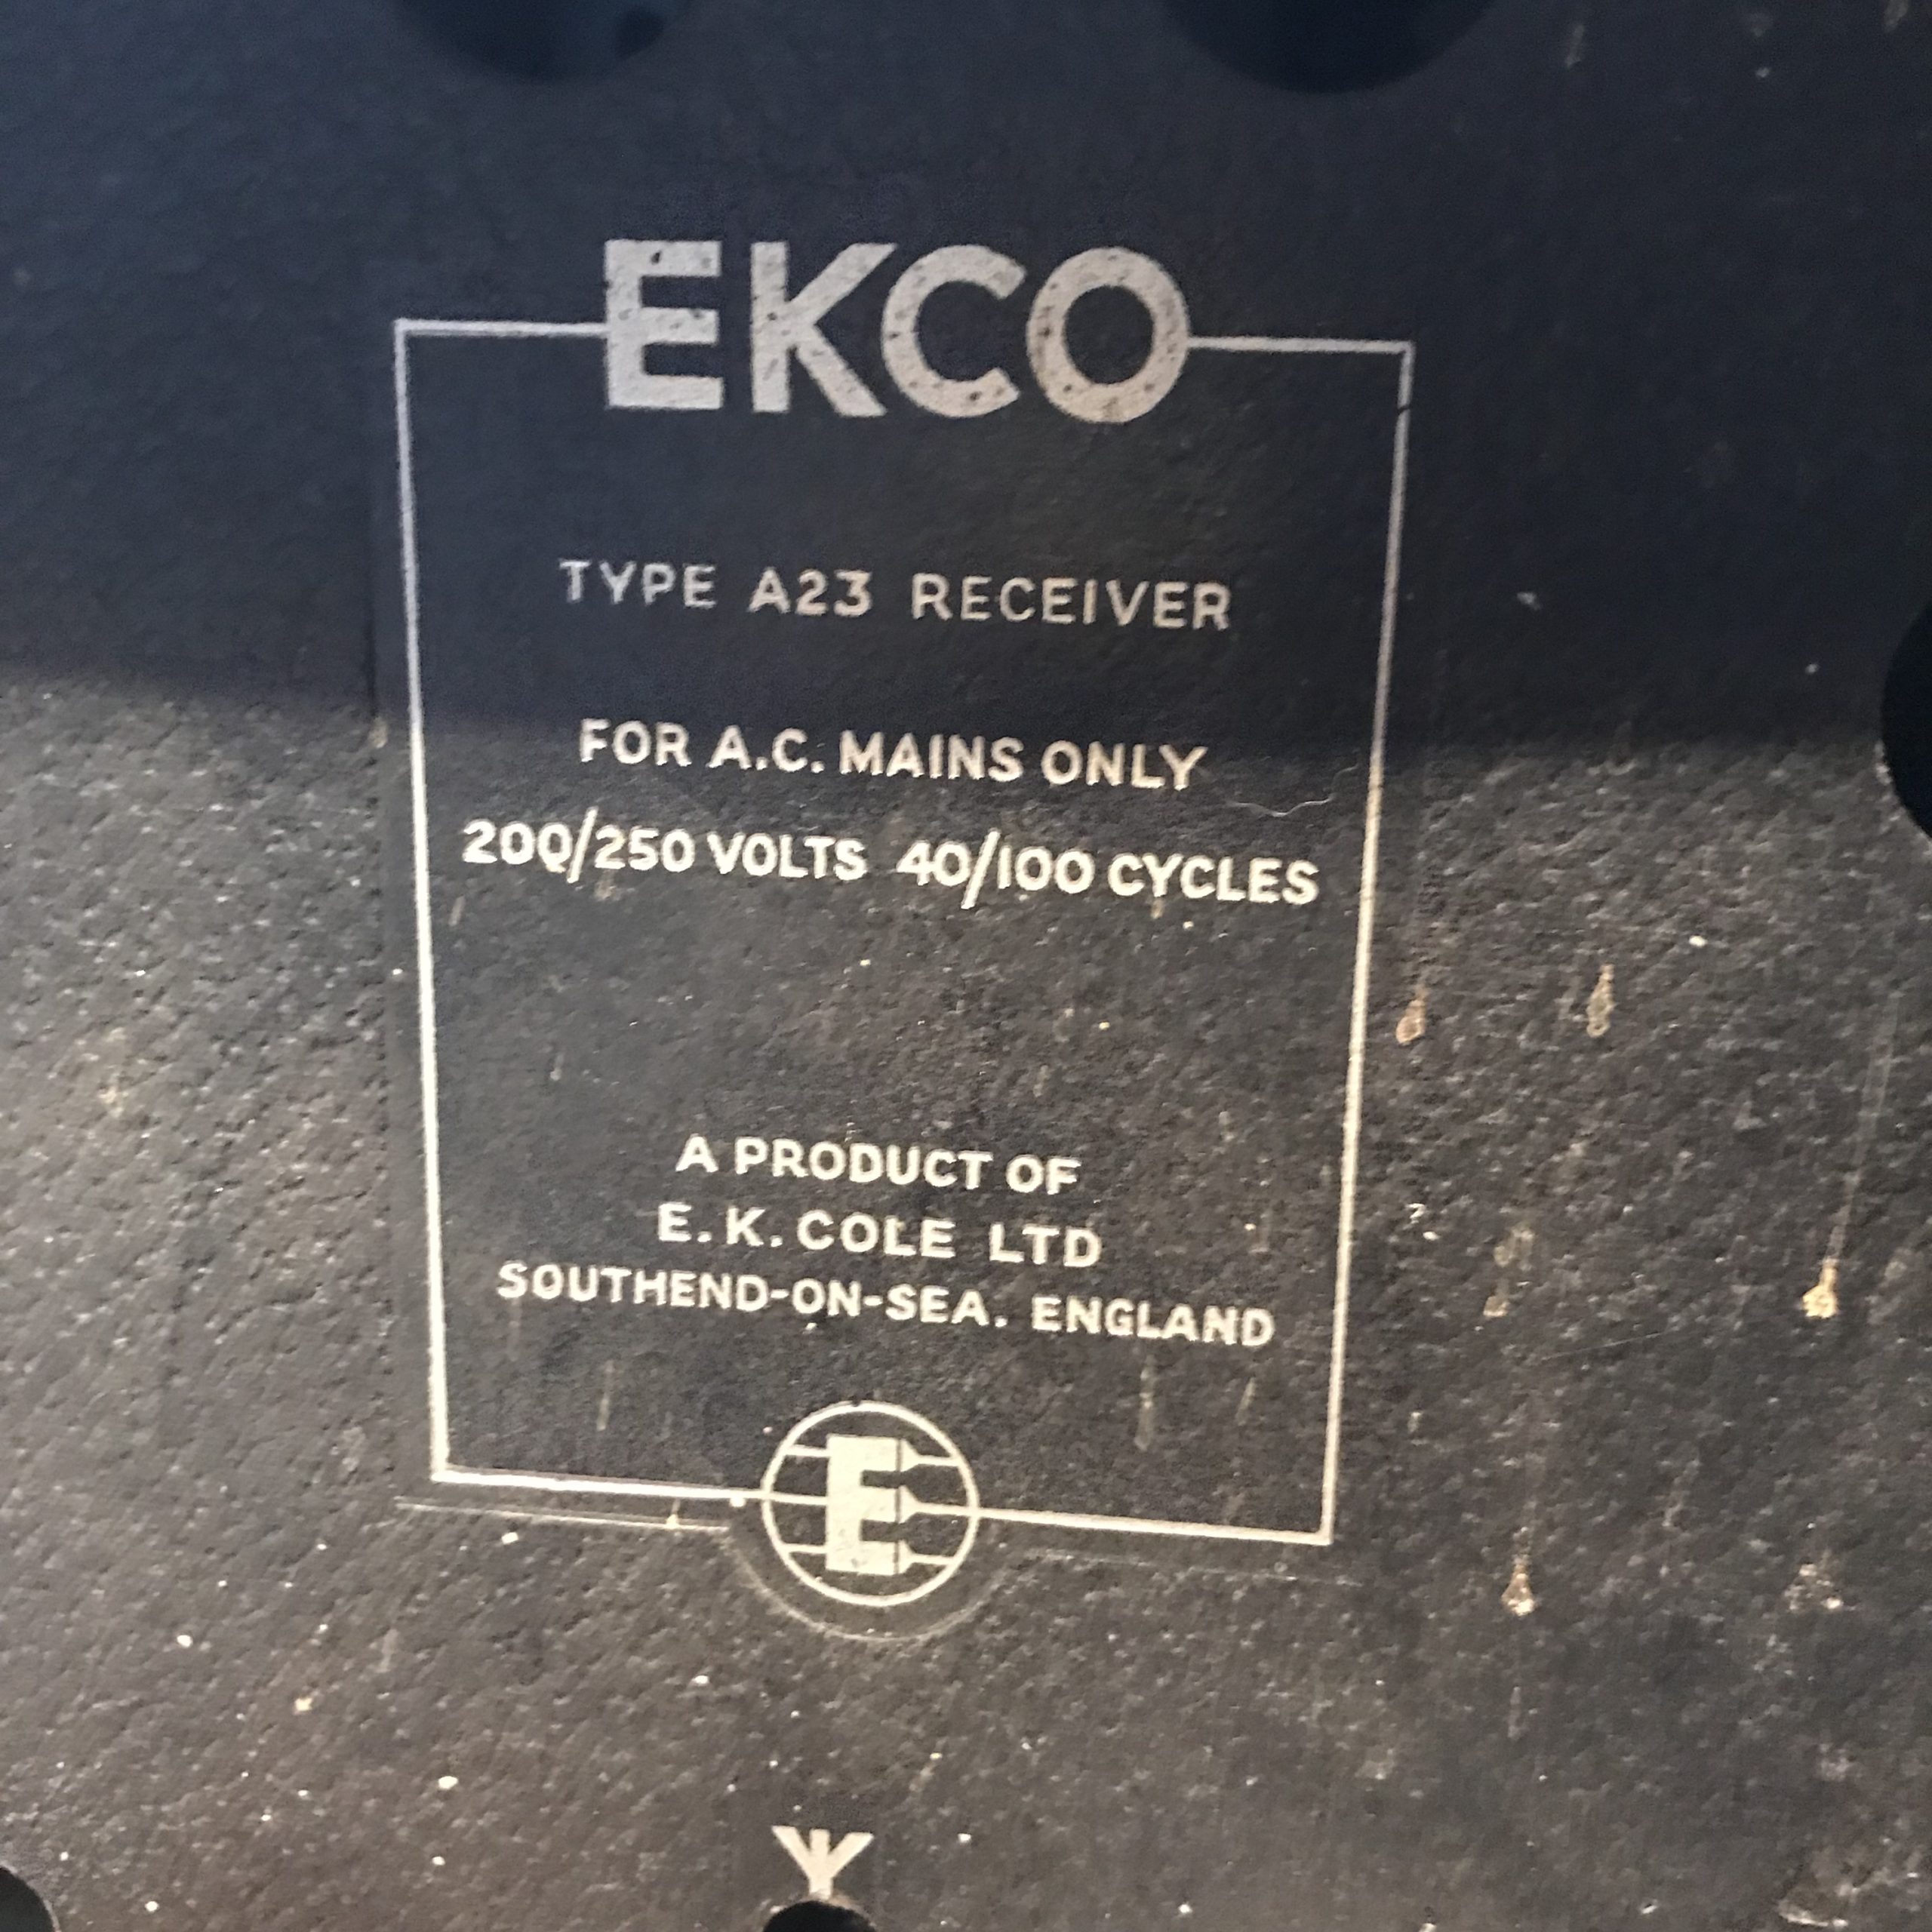 EKCO
TYPE A23 RECEIVER
FOR A.C. MAINS ONLY
200/250 VOLTS 40/100 CYCLES
A PRODUCT OF
E. K. COLE LTD
SOUTHEND-ON-SEA. ENGLAND
E